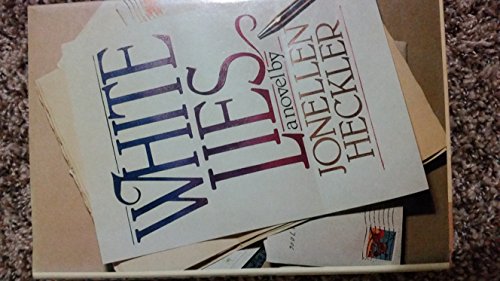 WHITE
LIES
a novel by
JONELLEN
HECKLER